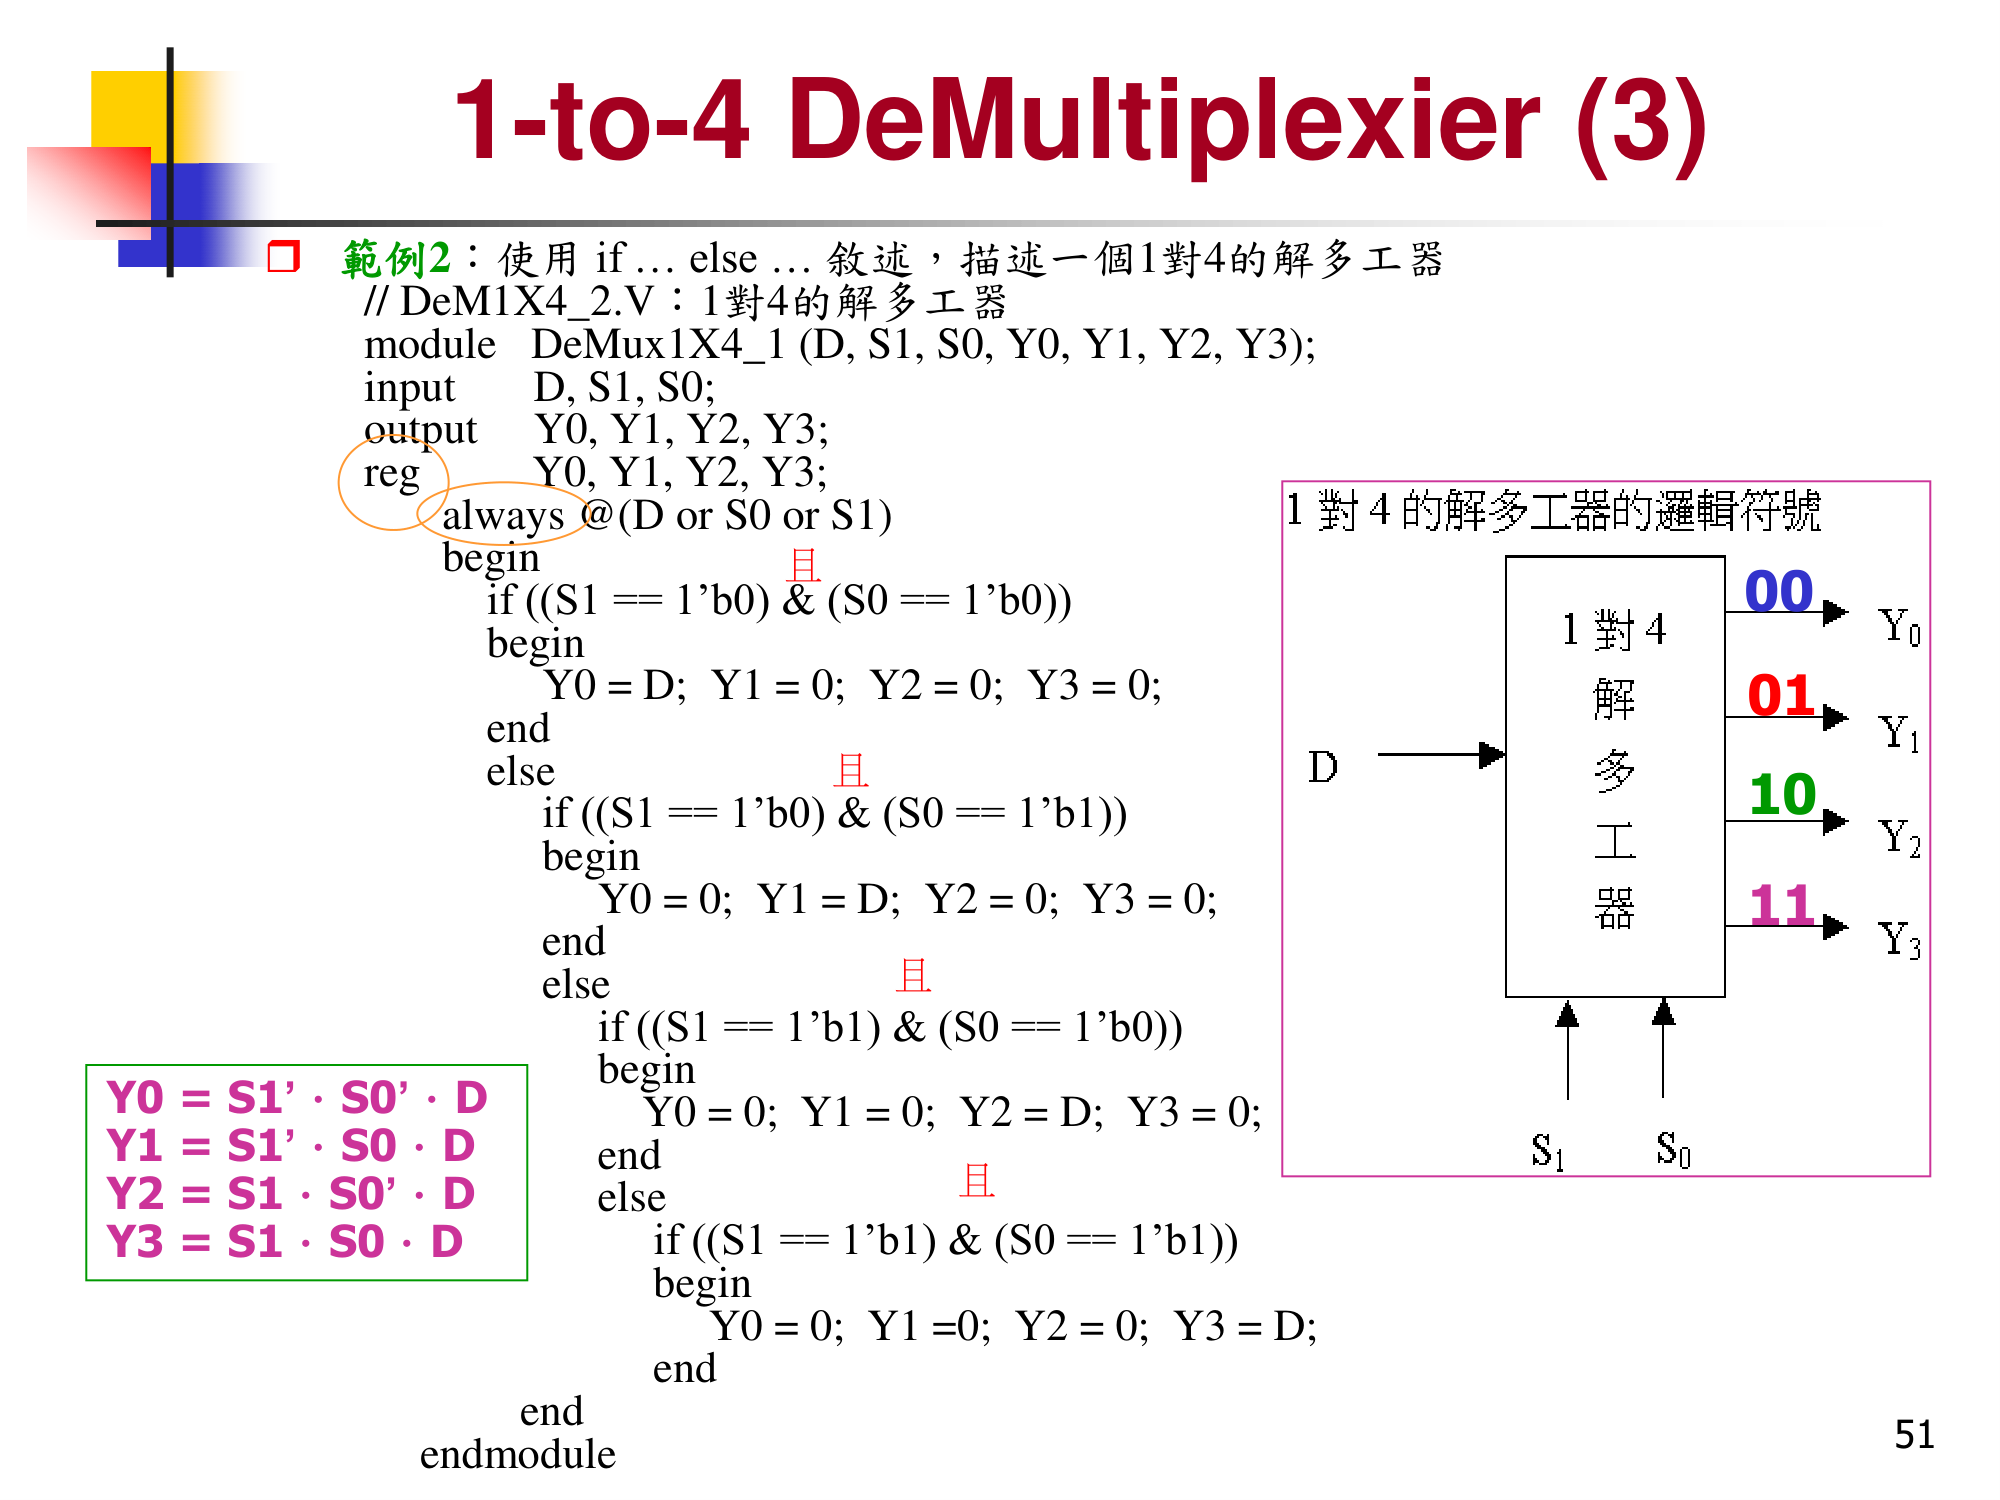 1-to-4 DeMultiplexier (3)
範例2：使用 if … else … 敘述，描述一個1對4的解多工器
// DeM1X4_2.V：1對4的解多工器
module DeMux1X4_1 (D, S1, S0, Y0, Y1, Y2, Y3);
input D, S1, S0;
output Y0, Y1, Y2, Y3;
reg Y0, Y1, Y2, Y3;
always @(D or S0 or S1)
begin
且
if ((S1 == 1’b0) & (S0 == 1’b0))
begin
Y0 = D; Y1 = 0; Y2 = 0; Y3 = 0;
end
else
且
if ((S1 == 1’b0) & (S0 == 1’b1))
begin
Y0 = 0; Y1 = D; Y2 = 0; Y3 = 0;
end
else
且
if ((S1 == 1’b1) & (S0 == 1’b0))
begin
Y0 = 0; Y1 = 0; Y2 = D; Y3 = 0;
end
else
且
if ((S1 == 1’b1) & (S0 == 1’b1))
begin
Y0 = 0; Y1 =0; Y2 = 0; Y3 = D;
end
end
endmodule
Y0 = S1’ · S0’ · D
Y1 = S1’ · S0 · D
Y2 = S1 · S0’ · D
Y3 = S1 · S0 · D
1 對 4 的解多工器的邏輯符號
1 對 4
解
多
工
器
D
00
Y0
01
Y1
10
Y2
11
Y3
S1 S0
51